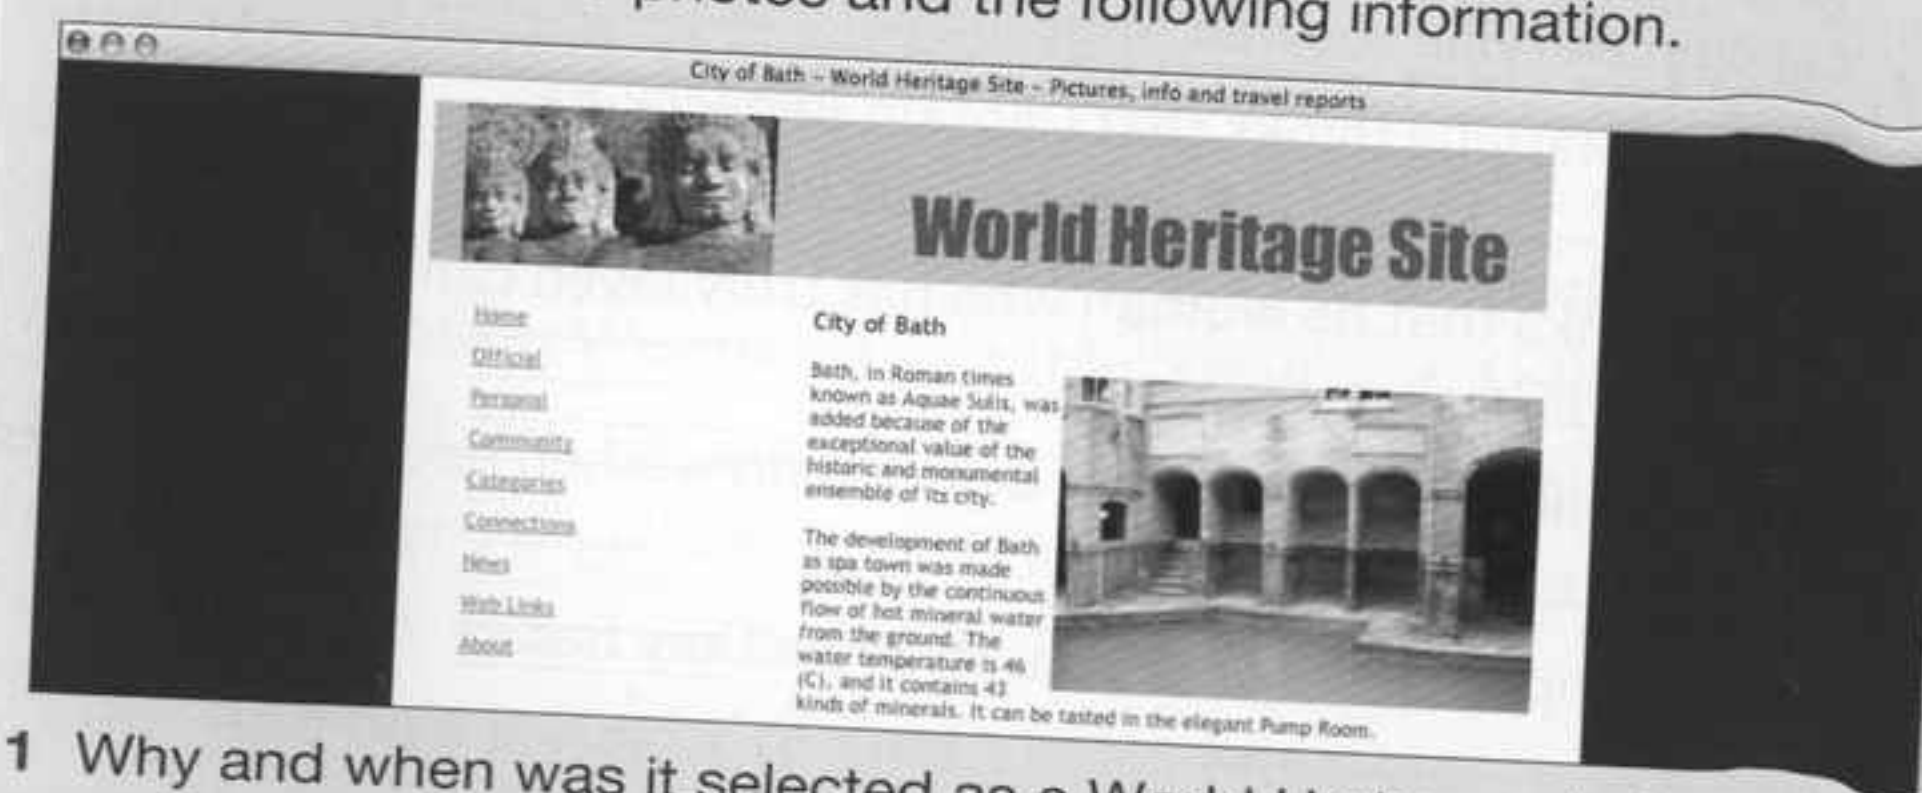 photos and the following information.
City of Bath – World Heritage Site – Pictures, info and travel reports
World Heritage Site
Home
Official
Personal
Community
Categories
Connections
News
Web Links
About
City of Bath
Bath, in Roman times
known as Aquae Sulis, was
added because of the
exceptional value of the
historic and monumental
ensemble of its city.
The development of Bath
as spa town was made
possible by the continuous
flow of hot mineral water
from the ground. The
water temperature is 46
(C), and it contains 43
kinds of minerals. It can be tasted in the elegant Pump Room.
1 Why and when was it selected as a World